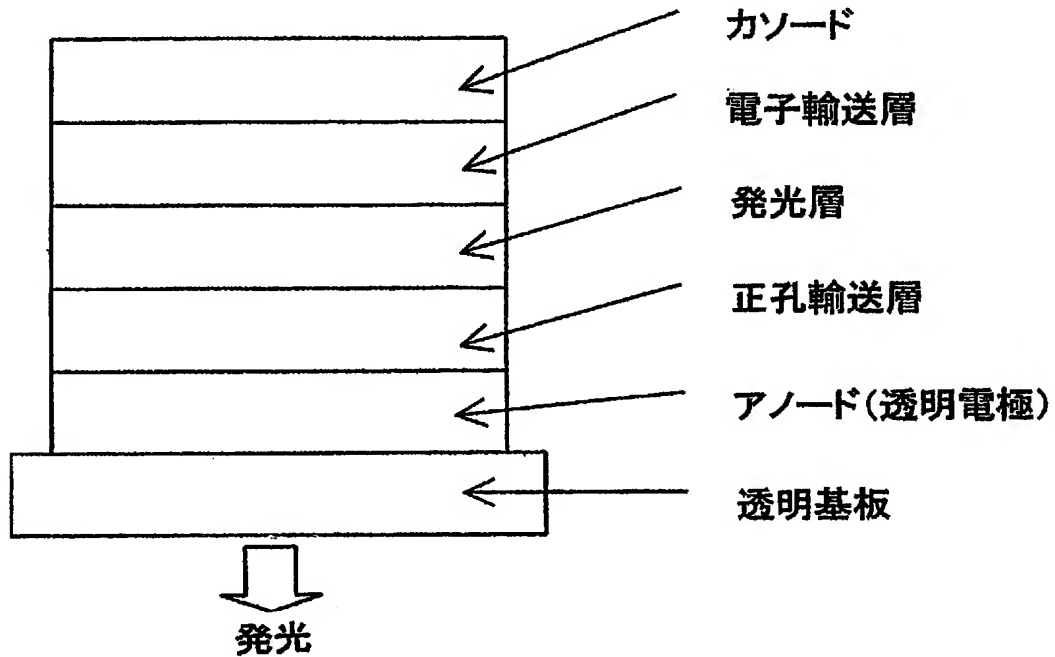 カソード
電子輸送層
発光層
正孔輸送層
アノード(透明電極)
透明基板
発光